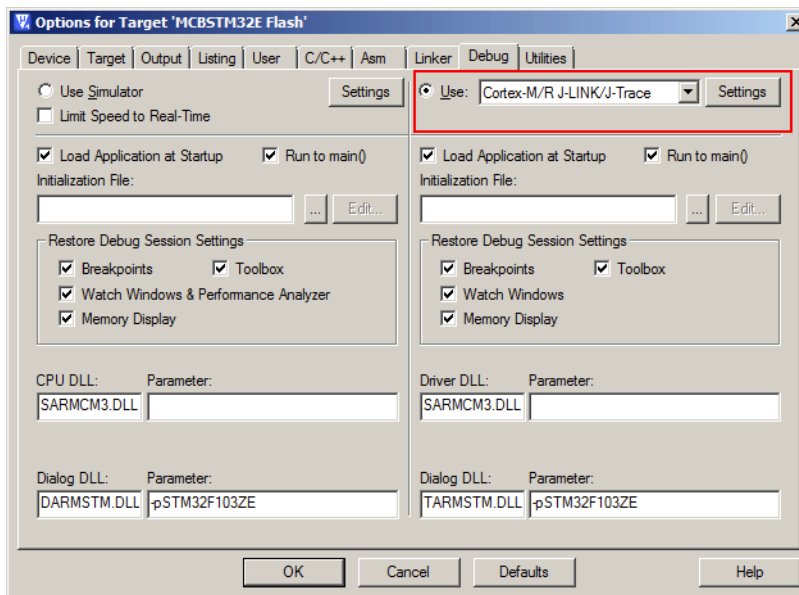 Options for Target 'MCBSTM32E Flash'
Device Target Output Listing User C/C++ Asm Linker Debug Utilities
Use Simulator Settings
Limit Speed to Real-Time
Use: Cortex-M/R J-LINK/J-Trace Settings
Load Application at Startup Run to main()
Initialization File:
... Edit...
Restore Debug Session Settings
Breakpoints Toolbox
Watch Windows & Performance Analyzer
Memory Display
Load Application at Startup Run to main()
Initialization File:
... Edit...
Restore Debug Session Settings
Breakpoints Toolbox
Watch Windows
Memory Display
CPU DLL: Parameter:
SARMCM3.DLL
Driver DLL: Parameter:
SARMCM3.DLL
Dialog DLL: Parameter:
DARMSTM.DLL -pSTM32F103ZE
Dialog DLL: Parameter:
TARMSTM.DLL -pSTM32F103ZE
OK Cancel Defaults Help